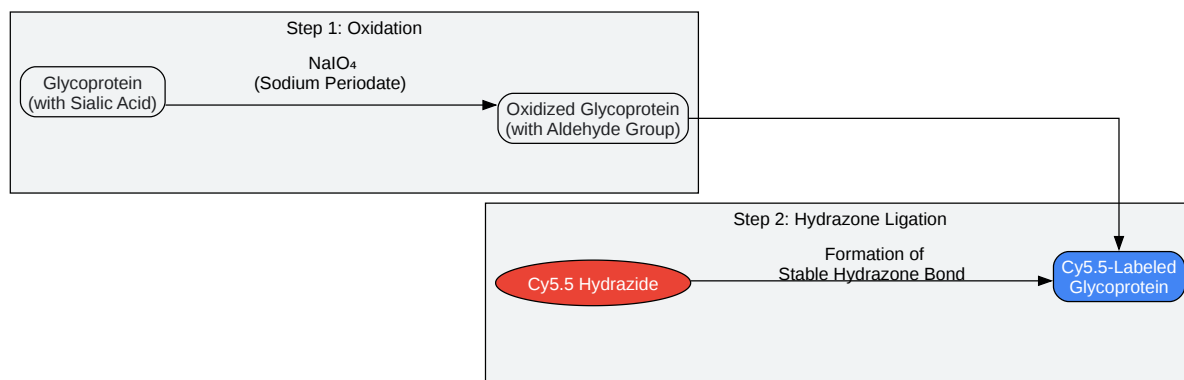 Step 1: Oxidation
NaIO₄
(Sodium Periodate)
Glycoprotein
(with Sialic Acid)
Oxidized Glycoprotein
(with Aldehyde Group)
Step 2: Hydrazone Ligation
Formation of
Stable Hydrazone Bond
Cy5.5 Hydrazide
Cy5.5-Labeled
Glycoprotein